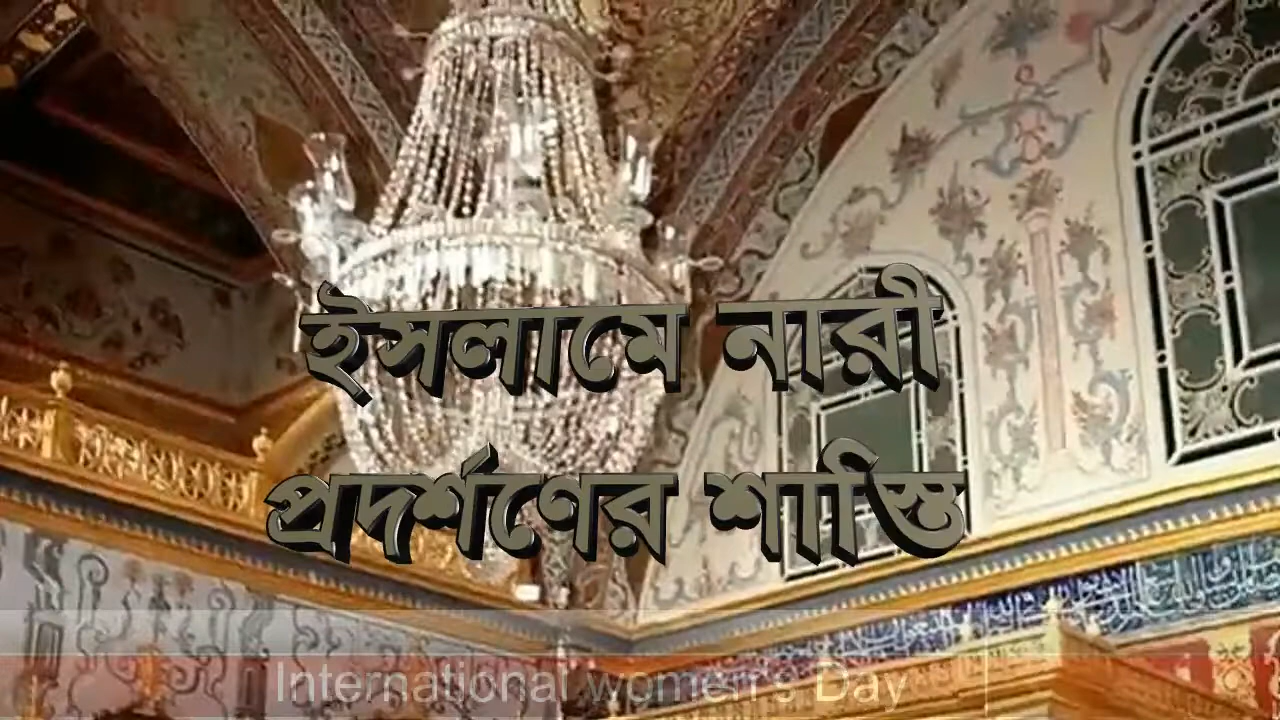 ইসলামে নারী
প্রদর্শণের শাস্তি
International women's Day